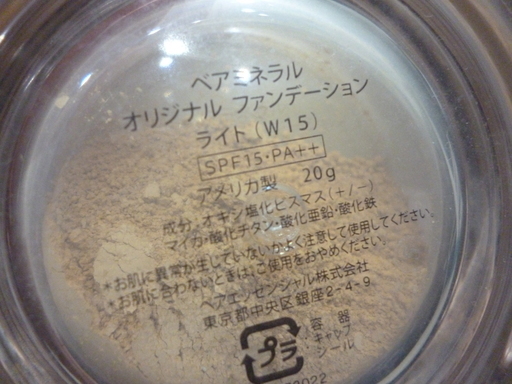 ベアミネラル
オリジナル ファンデーション
ライト(W15)
SPF15・PA++
アメリカ製 20g
成分:オキシ塩化ビスマス(+/-)
マイカ・酸化チタン・酸化亜鉛・酸化鉄
*お肌に異常が生じていないかよく注意して使用してください。
*お肌に合わないときは、ご使用をおやめください。
ベアエッセンシャル株式会社
東京都中央区銀座2-4-9
プラ
容器
キャップ
シール